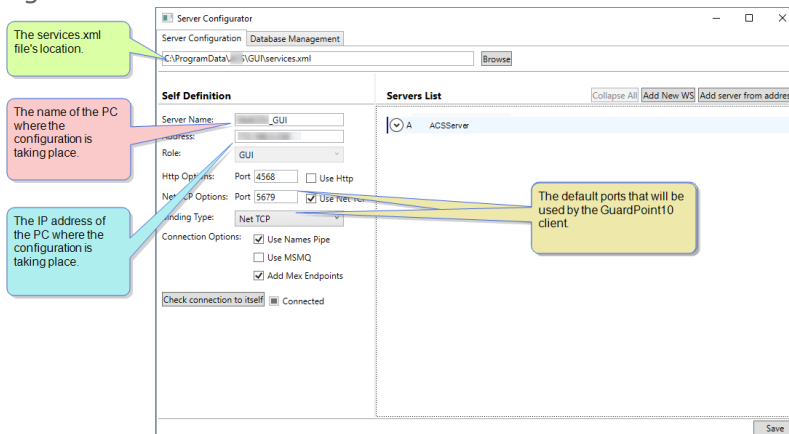 Server Configurator
Server Configuration Database Management
The services.xml
file's location.
C:\ProgramData\ S\GUI\services.xml
Browse
Self Definition
Servers List
Collapse All Add New WS Add server from addres
The name of the PC
where the
configuration is
taking place.
Server Name: _GUI
A ACSServer
Address:
Role: GUI
Http Options: Port 4568 Use Http
Port 5679 Use Net TCP
Binding Type: Net TCP
The default ports that will be
used by the GuardPoint10
client.
The IP address of
the PC where the
configuration is
taking place.
Connection Options: Use Names Pipe
Use MSMQ
Add Mex Endpoints
Check connection to itself Connected
Save